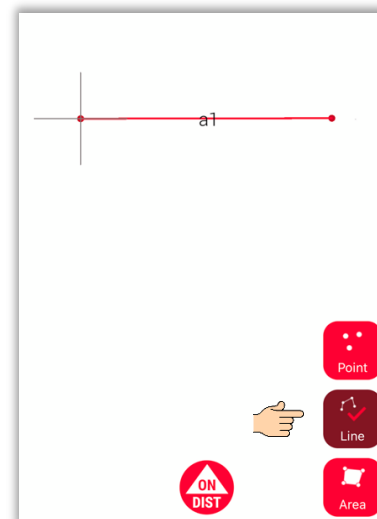 a1
Point
Line
ON
DIST
Area